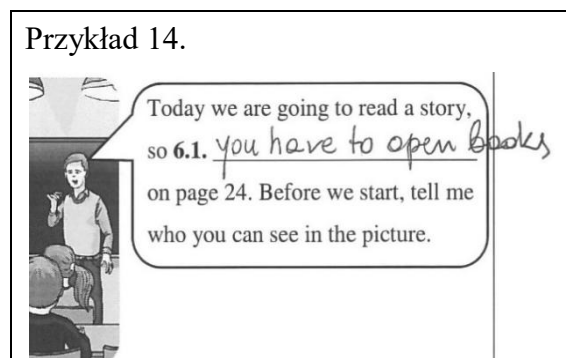 Przykład 14.
Today we are going to read a story,
so 6.1. you have to open books
on page 24. Before we start, tell me
who you can see in the picture.